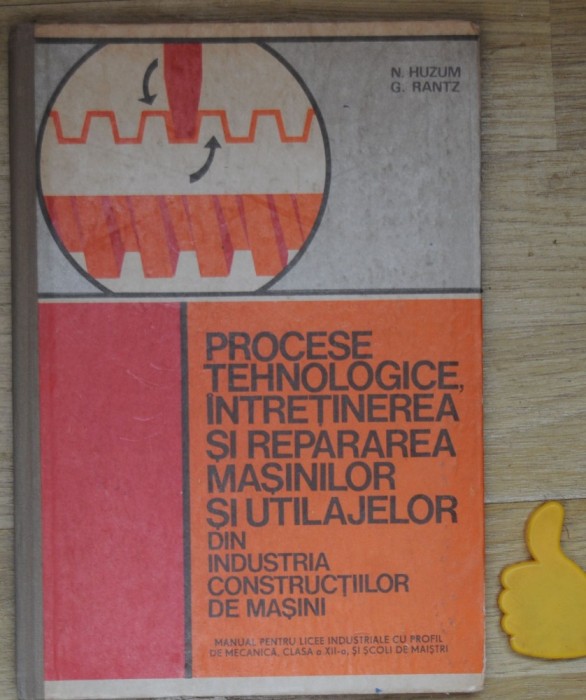 N. HUZUM
G. RANTZ
PROCESE
TEHNOLOGICE,
ÎNTREȚINEREA
ȘI REPARAREA
MAȘINILOR
ȘI UTILAJELOR
DIN
INDUSTRIA
CONSTRUCȚIILOR
DE MAȘINI
MANUAL PENTRU LICEE INDUSTRIALE CU PROFIL
DE MECANICĂ, CLASA a XII-a, ȘI ȘCOLI DE MAIȘTRI